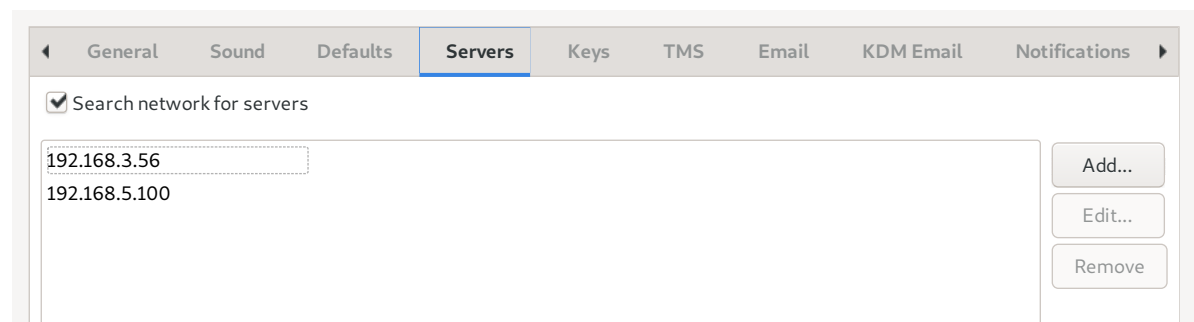 General Sound Defaults Servers Keys TMS Email KDM Email Notifications
Search network for servers
192.168.3.56
192.168.5.100
Add...
Edit...
Remove